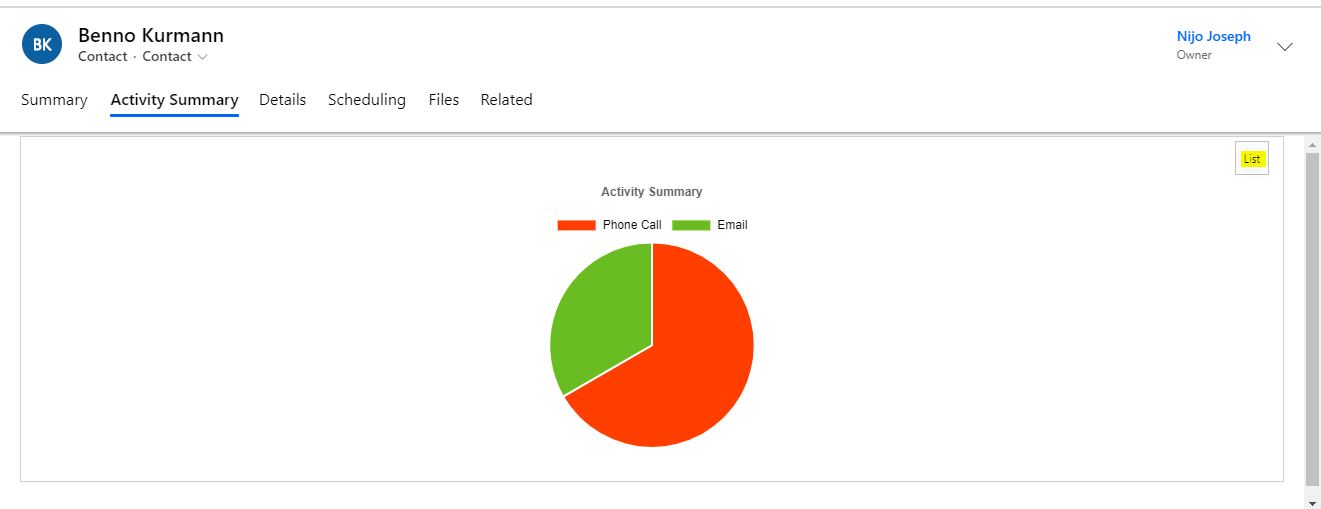 BK
Benno Kurmann
Contact · Contact
Nijo Joseph
Owner
Summary Activity Summary Details Scheduling Files Related
List
Activity Summary
Phone Call Email